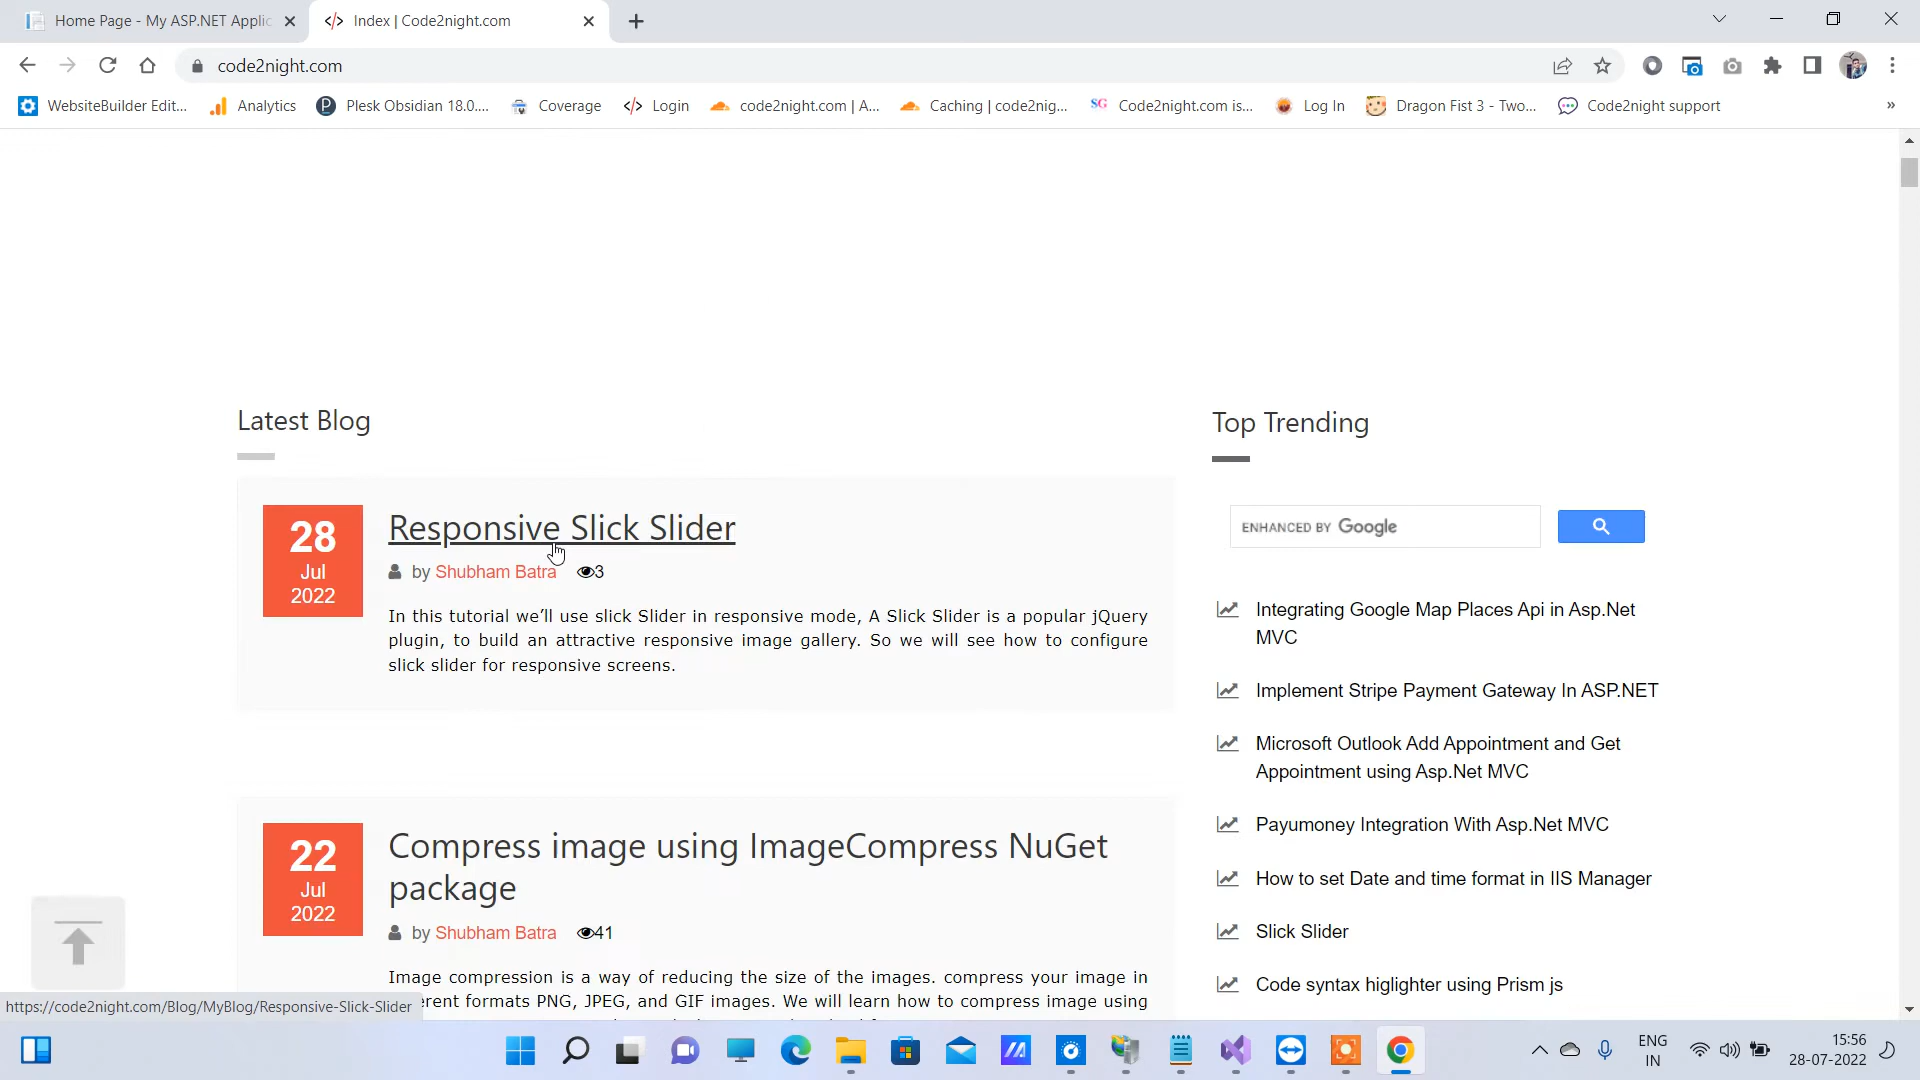 Home Page - My ASP.NET Applic
Index | Code2night.com
code2night.com
WebsiteBuilder Edit...
Analytics
Plesk Obsidian 18.0....
Coverage
Login
code2night.com | A...
Caching | code2nig...
SG
Code2night.com is...
Log In
Dragon Fist 3 - Two...
Code2night support
»
Latest Blog
28
Jul
2022
Responsive Slick Slider
by Shubham Batra 3
In this tutorial we’ll use slick Slider in responsive mode, A Slick Slider is a popular jQuery
plugin, to build an attractive responsive image gallery. So we will see how to configure
slick slider for responsive screens.
22
Jul
2022
Compress image using ImageCompress NuGet
package
by Shubham Batra 41
Image compression is a way of reducing the size of the images. compress your image in
erent formats PNG, JPEG, and GIF images. We will learn how to compress image using
Top Trending
ENHANCED BY Google
Integrating Google Map Places Api in Asp.Net
MVC
Implement Stripe Payment Gateway In ASP.NET
Microsoft Outlook Add Appointment and Get
Appointment using Asp.Net MVC
Payumoney Integration With Asp.Net MVC
How to set Date and time format in IIS Manager
Slick Slider
Code syntax higlighter using Prism js
https://code2night.com/Blog/MyBlog/Responsive-Slick-Slider
ENG
IN
15:56
28-07-2022